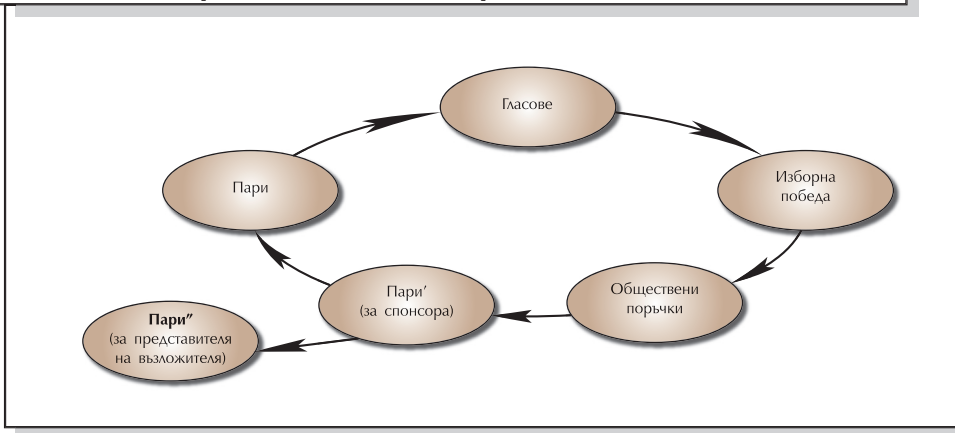 Гласове
Пари
Изборна
победа
Обществени
поръчки
Пари′
(за спонсора)
Пари″
(за представителя
на възложителя)